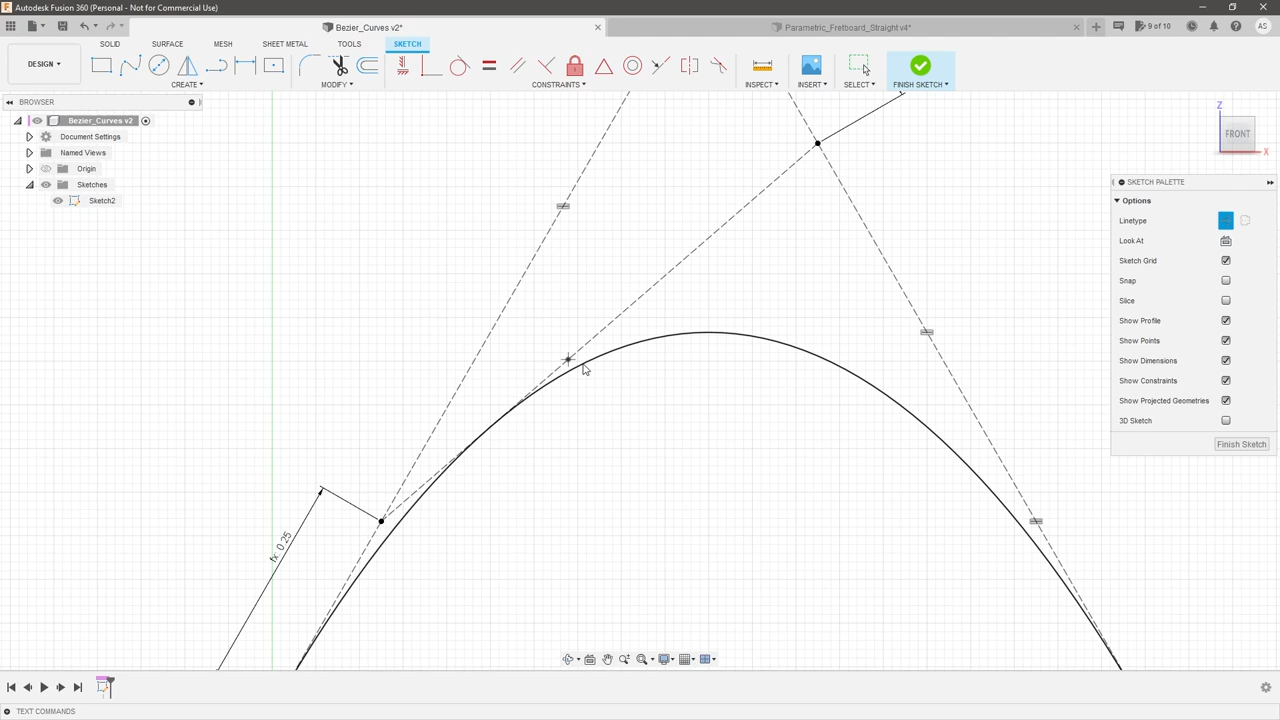 Autodesk Fusion 360 (Personal - Not for Commercial Use)
Bezier_Curves v2*
Parametric_Fretboard_Straight v4*
9 of 10
AS
SOLID
SURFACE
MESH
SHEET METAL
TOOLS
SKETCH
DESIGN
CREATE
MODIFY
CONSTRAINTS
INSPECT
INSERT
SELECT
FINISH SKETCH
BROWSER
Bezier_Curves v2
Document Settings
Named Views
Origin
Sketches
Sketch2
Z
FRONT
X
SKETCH PALETTE
Options
Linetype
Look At
Sketch Grid
Snap
Slice
Show Profile
Show Points
Show Dimensions
Show Constraints
Show Projected Geometries
3D Sketch
Finish Sketch
fx: 0.25
TEXT COMMANDS